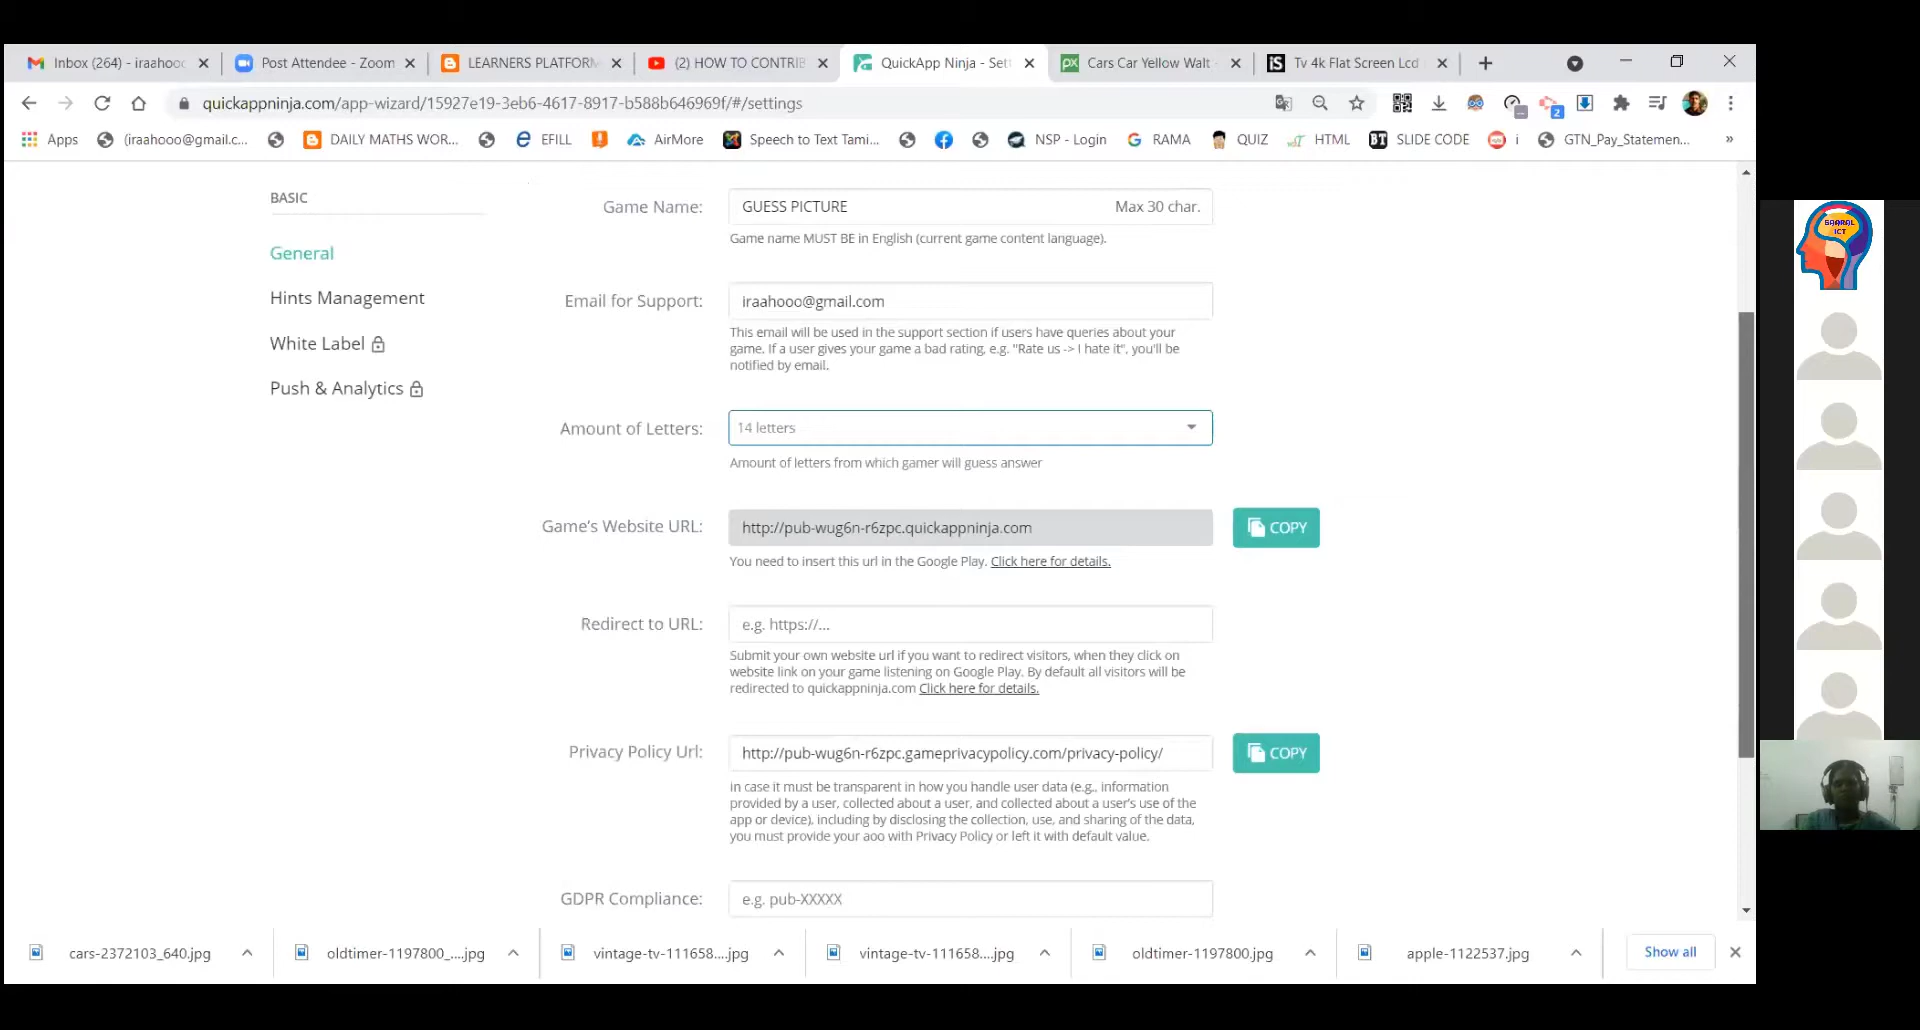 Inbox (264) - iraahooc
Post Attendee - Zoom
LEARNERS PLATFORM
(2) HOW TO CONTRIB
QuickApp Ninja - Sett
Cars Car Yellow Walt -
Tv 4k Flat Screen Lcd
quickappninja.com/app-wizard/15927e19-3eb6-4617-8917-b588b646969f/#/settings
2
Apps
(iraahooo@gmail.c...
DAILY MATHS WOR...
EFILL
AirMore
Speech to Text Tami...
NSP - Login
RAMA
QUIZ
HTML
SLIDE CODE
i
GTN_Pay_Statemen...
»
BASIC
General
Hints Management
White Label
Push & Analytics
Game Name:
GUESS PICTURE
Max 30 char.
Game name MUST BE in English (current game content language).
Email for Support:
iraahooo@gmail.com
This email will be used in the support section if users have queries about your
game. If a user gives your game a bad rating, e.g. "Rate us -> I hate it", you'll be
notified by email.
Amount of Letters:
14 letters
Amount of letters from which gamer will guess answer
Game's Website URL:
http://pub-wug6n-r6zpc.quickappninja.com
COPY
You need to insert this url in the Google Play. Click here for details.
Redirect to URL:
e.g. https://...
Submit your own website url if you want to redirect visitors, when they click on
website link on your game listening on Google Play. By default all visitors will be
redirected to quickappninja.com Click here for details.
Privacy Policy Url:
http://pub-wug6n-r6zpc.gameprivacypolicy.com/privacy-policy/
COPY
In case it must be transparent in how you handle user data (e.g., information
provided by a user, collected about a user, and collected about a user's use of the
app or device), including by disclosing the collection, use, and sharing of the data,
you must provide your aoo with Privacy Policy or left it with default value.
GDPR Compliance:
e.g. pub-XXXXX
cars-2372103_640.jpg
oldtimer-1197800_....jpg
vintage-tv-111658....jpg
vintage-tv-111658....jpg
oldtimer-1197800.jpg
apple-1122537.jpg
Show all
BAARAL
ICT